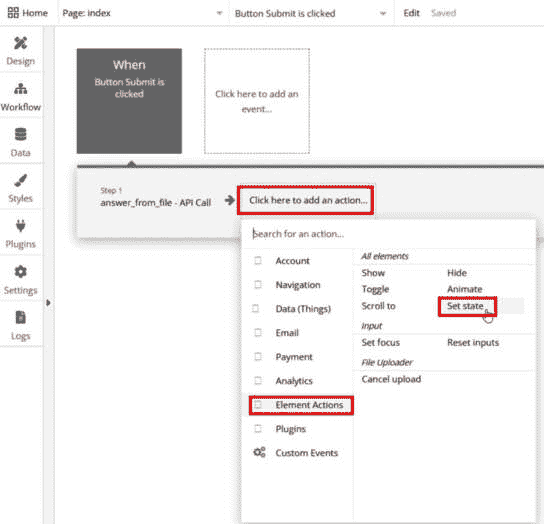 Home
Page: index
Button Submit is clicked
Edit
Saved
Design
Workflow
Data
Styles
Plugins
Settings
Logs
When
Button Submit is
clicked
Click here to add an
event...
Step 1
answer_from_file - API Call
Click here to add an action...
Search for an action...
Account
Navigation
Data (Things)
Email
Payment
Analytics
Element Actions
Plugins
Custom Events
All elements
Show
Hide
Toggle
Animate
Scroll to
Set state
Input
Set focus
Reset inputs
File Uploader
Cancel upload